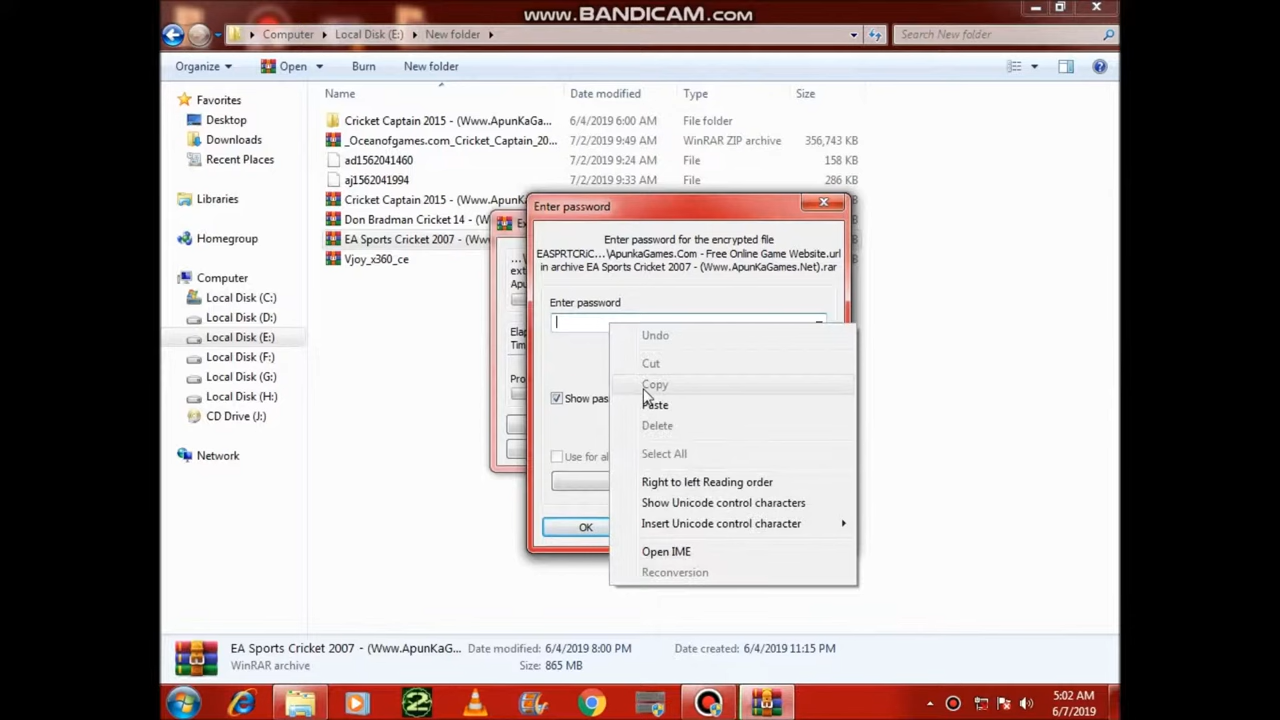 www.BANDICAM.com
Computer
Local Disk (E:)
New folder
Search New folder
Organize
Open
Burn
New folder
Name
Date modified
Type
Size
Favorites
Desktop
Downloads
Recent Places
Libraries
Homegroup
Computer
Local Disk (C:)
Local Disk (D:)
Local Disk (E:)
Local Disk (F:)
Local Disk (G:)
Local Disk (H:)
CD Drive (J:)
Network
Cricket Captain 2015 - (Www.ApunKaGa... 6/4/2019 6:00 AM File folder
_Oceanofgames.com_Cricket_Captain_20... 7/2/2019 9:49 AM WinRAR ZIP archive 356,743 KB
ad1562041460 7/2/2019 9:24 AM File 158 KB
aj1562041994 7/2/2019 9:33 AM File 286 KB
Cricket Captain 2015 - (Www.ApunK
Don Bradman Cricket 14 - (W
EA Sports Cricket 2007 - (Ww
Vjoy_x360_ce
Enter password
Enter password for the encrypted file
EASPRTCRiC...\ApunkaGames.Com - Free Online Game Website.url
in archive EA Sports Cricket 2007 - (Www.ApunKaGames.Net).rar
Enter password
Show pas
Use for al
OK
Undo
Cut
Copy
Paste
Delete
Select All
Right to left Reading order
Show Unicode control characters
Insert Unicode control character
Open IME
Reconversion
EA Sports Cricket 2007 - (Www.ApunKaG... Date modified: 6/4/2019 8:00 PM Date created: 6/4/2019 11:15 PM
WinRAR archive Size: 865 MB
5:02 AM
6/7/2019